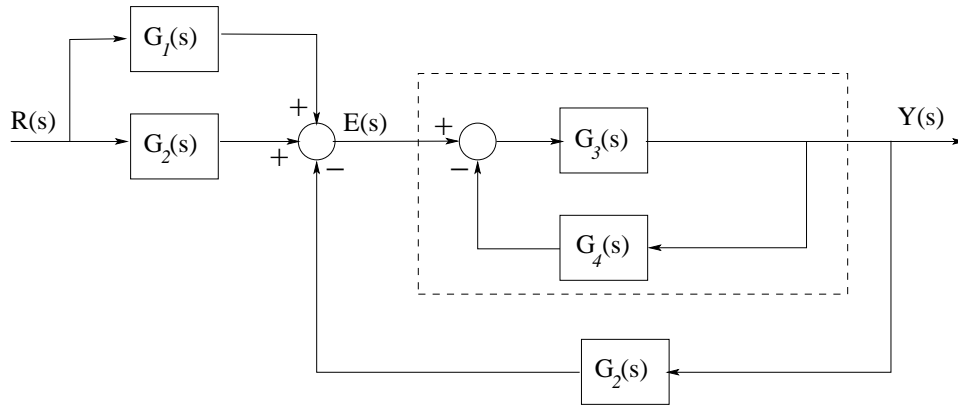 G1(s)
+
R(s)
G2(s)
+
E(s)
−
+
−
G3(s)
Y(s)
G4(s)
G2(s)